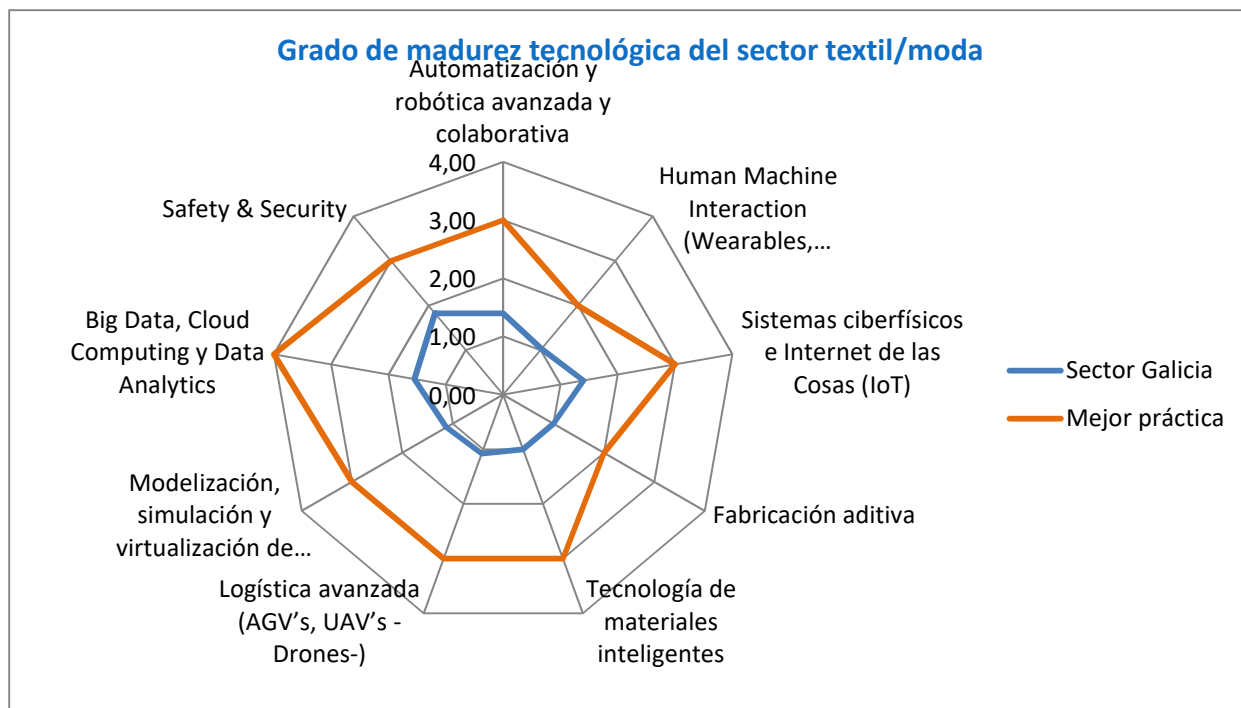 Grado de madurez tecnológica del sector textil/moda
Automatización y
robótica avanzada y
colaborativa
4,00
3,00
2,00
1,00
0,00
Human Machine
Interaction
(Wearables,...
Sistemas ciberfísicos
e Internet de las
Cosas (IoT)
Fabricación aditiva
Tecnología de
materiales
inteligentes
Logística avanzada
(AGV’s, UAV’s -
Drones-)
Modelización,
simulación y
virtualización de...
Big Data, Cloud
Computing y Data
Analytics
Safety & Security
Sector Galicia
Mejor práctica